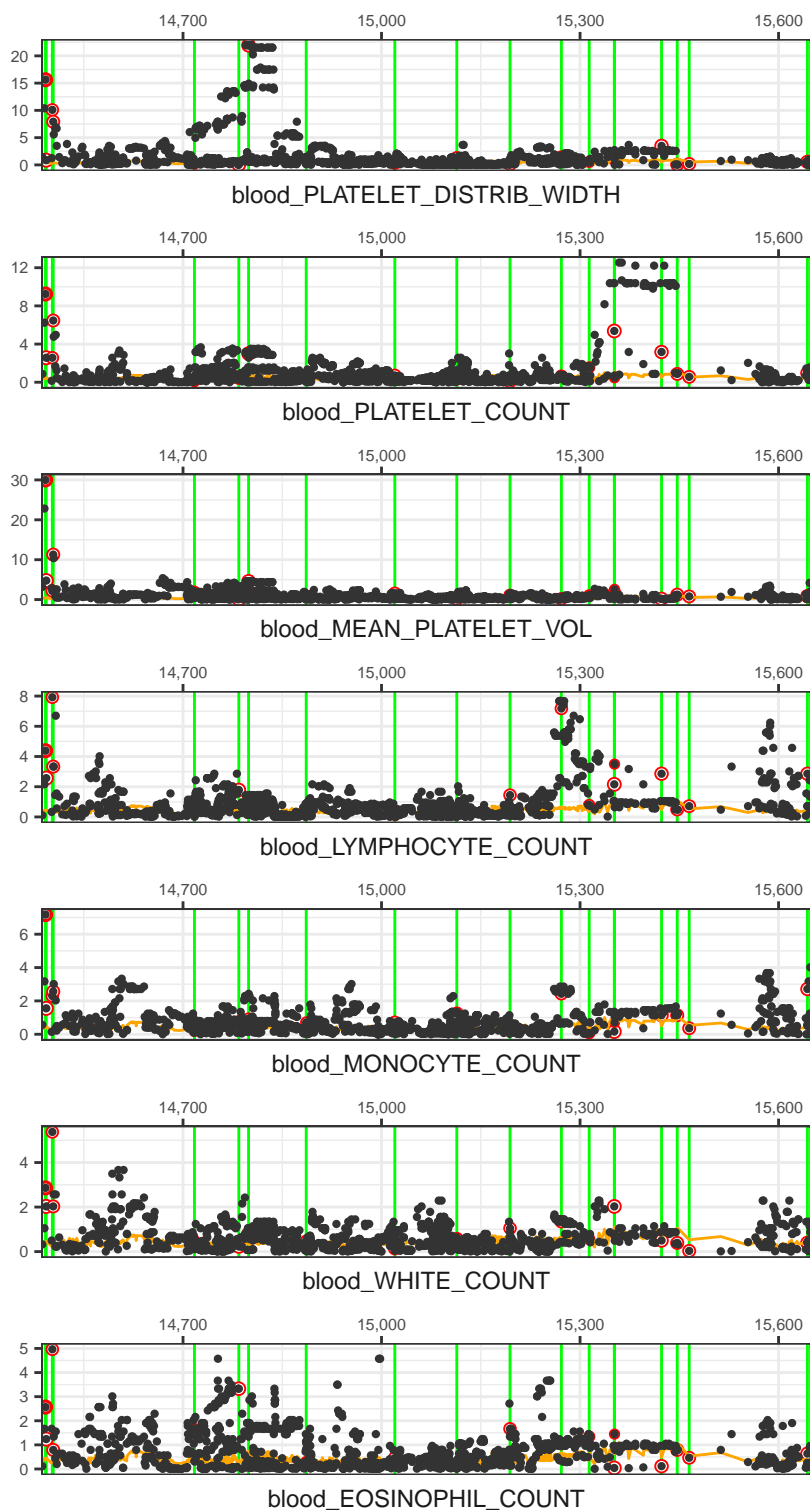 14,700 15,000 15,300 15,600
20
15
10
5
0
blood_PLATELET_DISTRIB_WIDTH
14,700 15,000 15,300 15,600
12
8
4
0
blood_PLATELET_COUNT
14,700 15,000 15,300 15,600
30
20
10
0
blood_MEAN_PLATELET_VOL
14,700 15,000 15,300 15,600
8
6
4
2
0
blood_LYMPHOCYTE_COUNT
14,700 15,000 15,300 15,600
6
4
2
0
blood_MONOCYTE_COUNT
14,700 15,000 15,300 15,600
4
2
0
blood_WHITE_COUNT
14,700 15,000 15,300 15,600
5
4
3
2
1
0
blood_EOSINOPHIL_COUNT